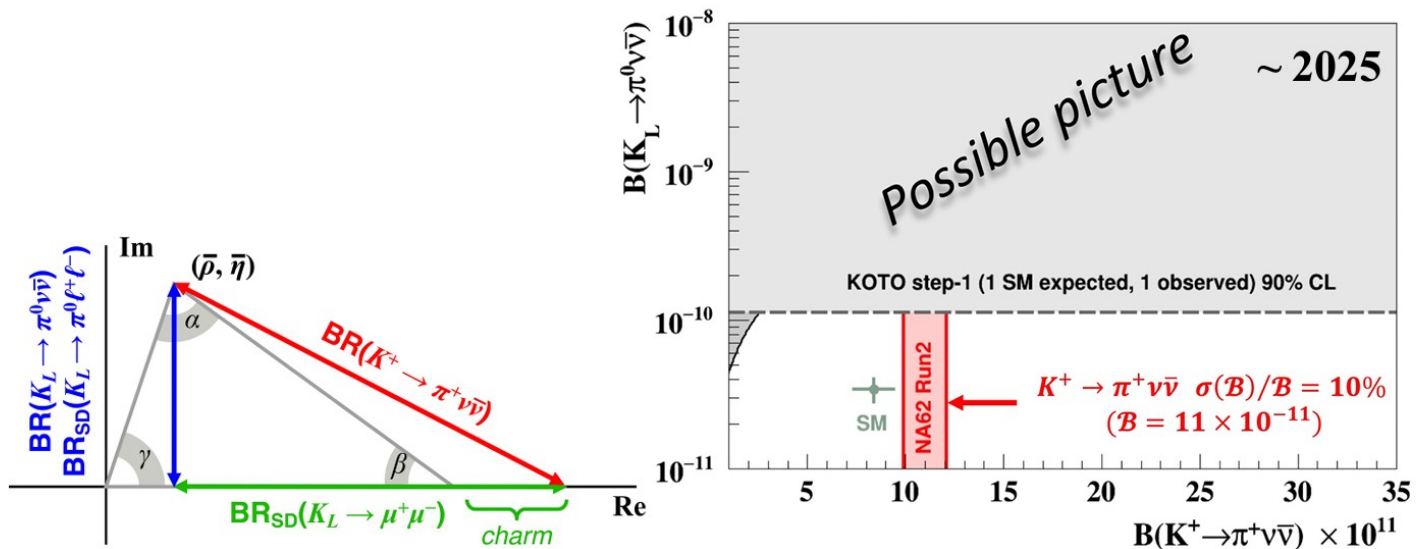 Im
(ρ̄, η̄)
BR(K_L → π⁰νν̄)
BR_SD(K_L → π⁰ℓ⁺ℓ⁻)
α
BR(K⁺ → π⁺νν̄)
γ
β
Re
BR_SD(K_L → μ⁺μ⁻)
charm
B(K_L→π⁰νν̄)
10⁻⁸
10⁻⁹
10⁻¹⁰
10⁻¹¹
~ 2025
Possible picture
KOTO step-1 (1 SM expected, 1 observed) 90% CL
SM
NA62 Run2
K⁺ → π⁺νν̄ σ(ℬ)/ℬ = 10%
(ℬ = 11 × 10⁻¹¹)
5 10 15 20 25 30 35
B(K⁺→π⁺νν̄) × 10¹¹